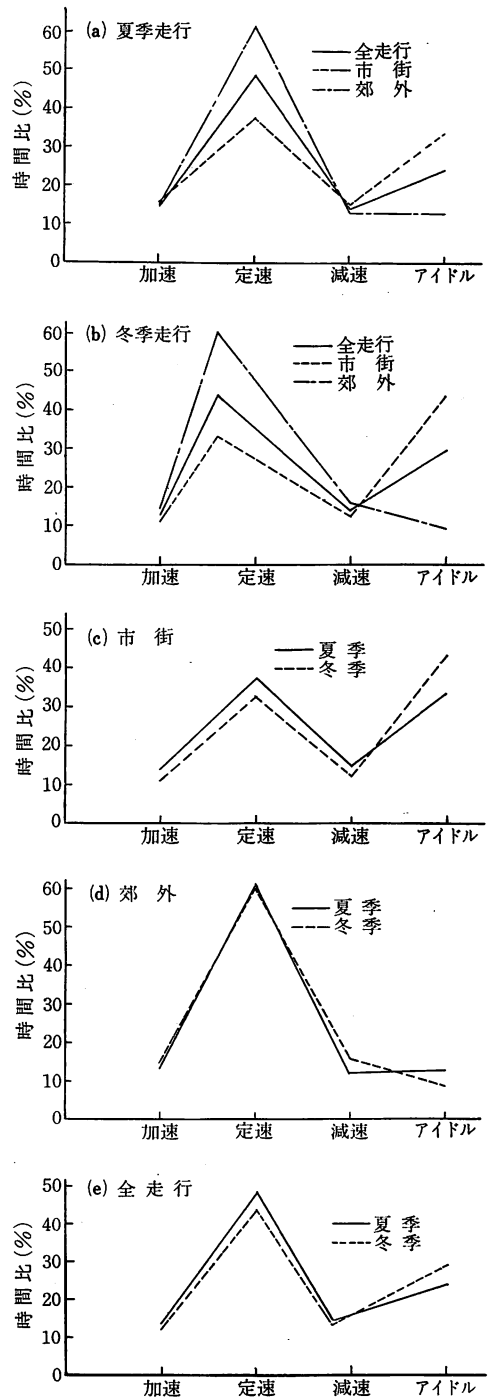 (a) 夏季走行
全走行
市 街
郊 外
時間比(%)
60
50
40
30
20
10
0
加速 定速 減速 アイドル
(b) 冬季走行
全走行
市 街
郊 外
時間比(%)
60
50
40
30
20
10
0
加速 定速 減速 アイドル
(c) 市 街
夏 季
冬 季
時間比(%)
50
40
30
20
10
0
加速 定速 減速 アイドル
(d) 郊 外
夏 季
冬 季
時間比(%)
60
50
40
30
20
10
0
加速 定速 減速 アイドル
(e) 全走行
夏 季
冬 季
時間比(%)
50
40
30
20
10
0
加速 定速 減速 アイドル